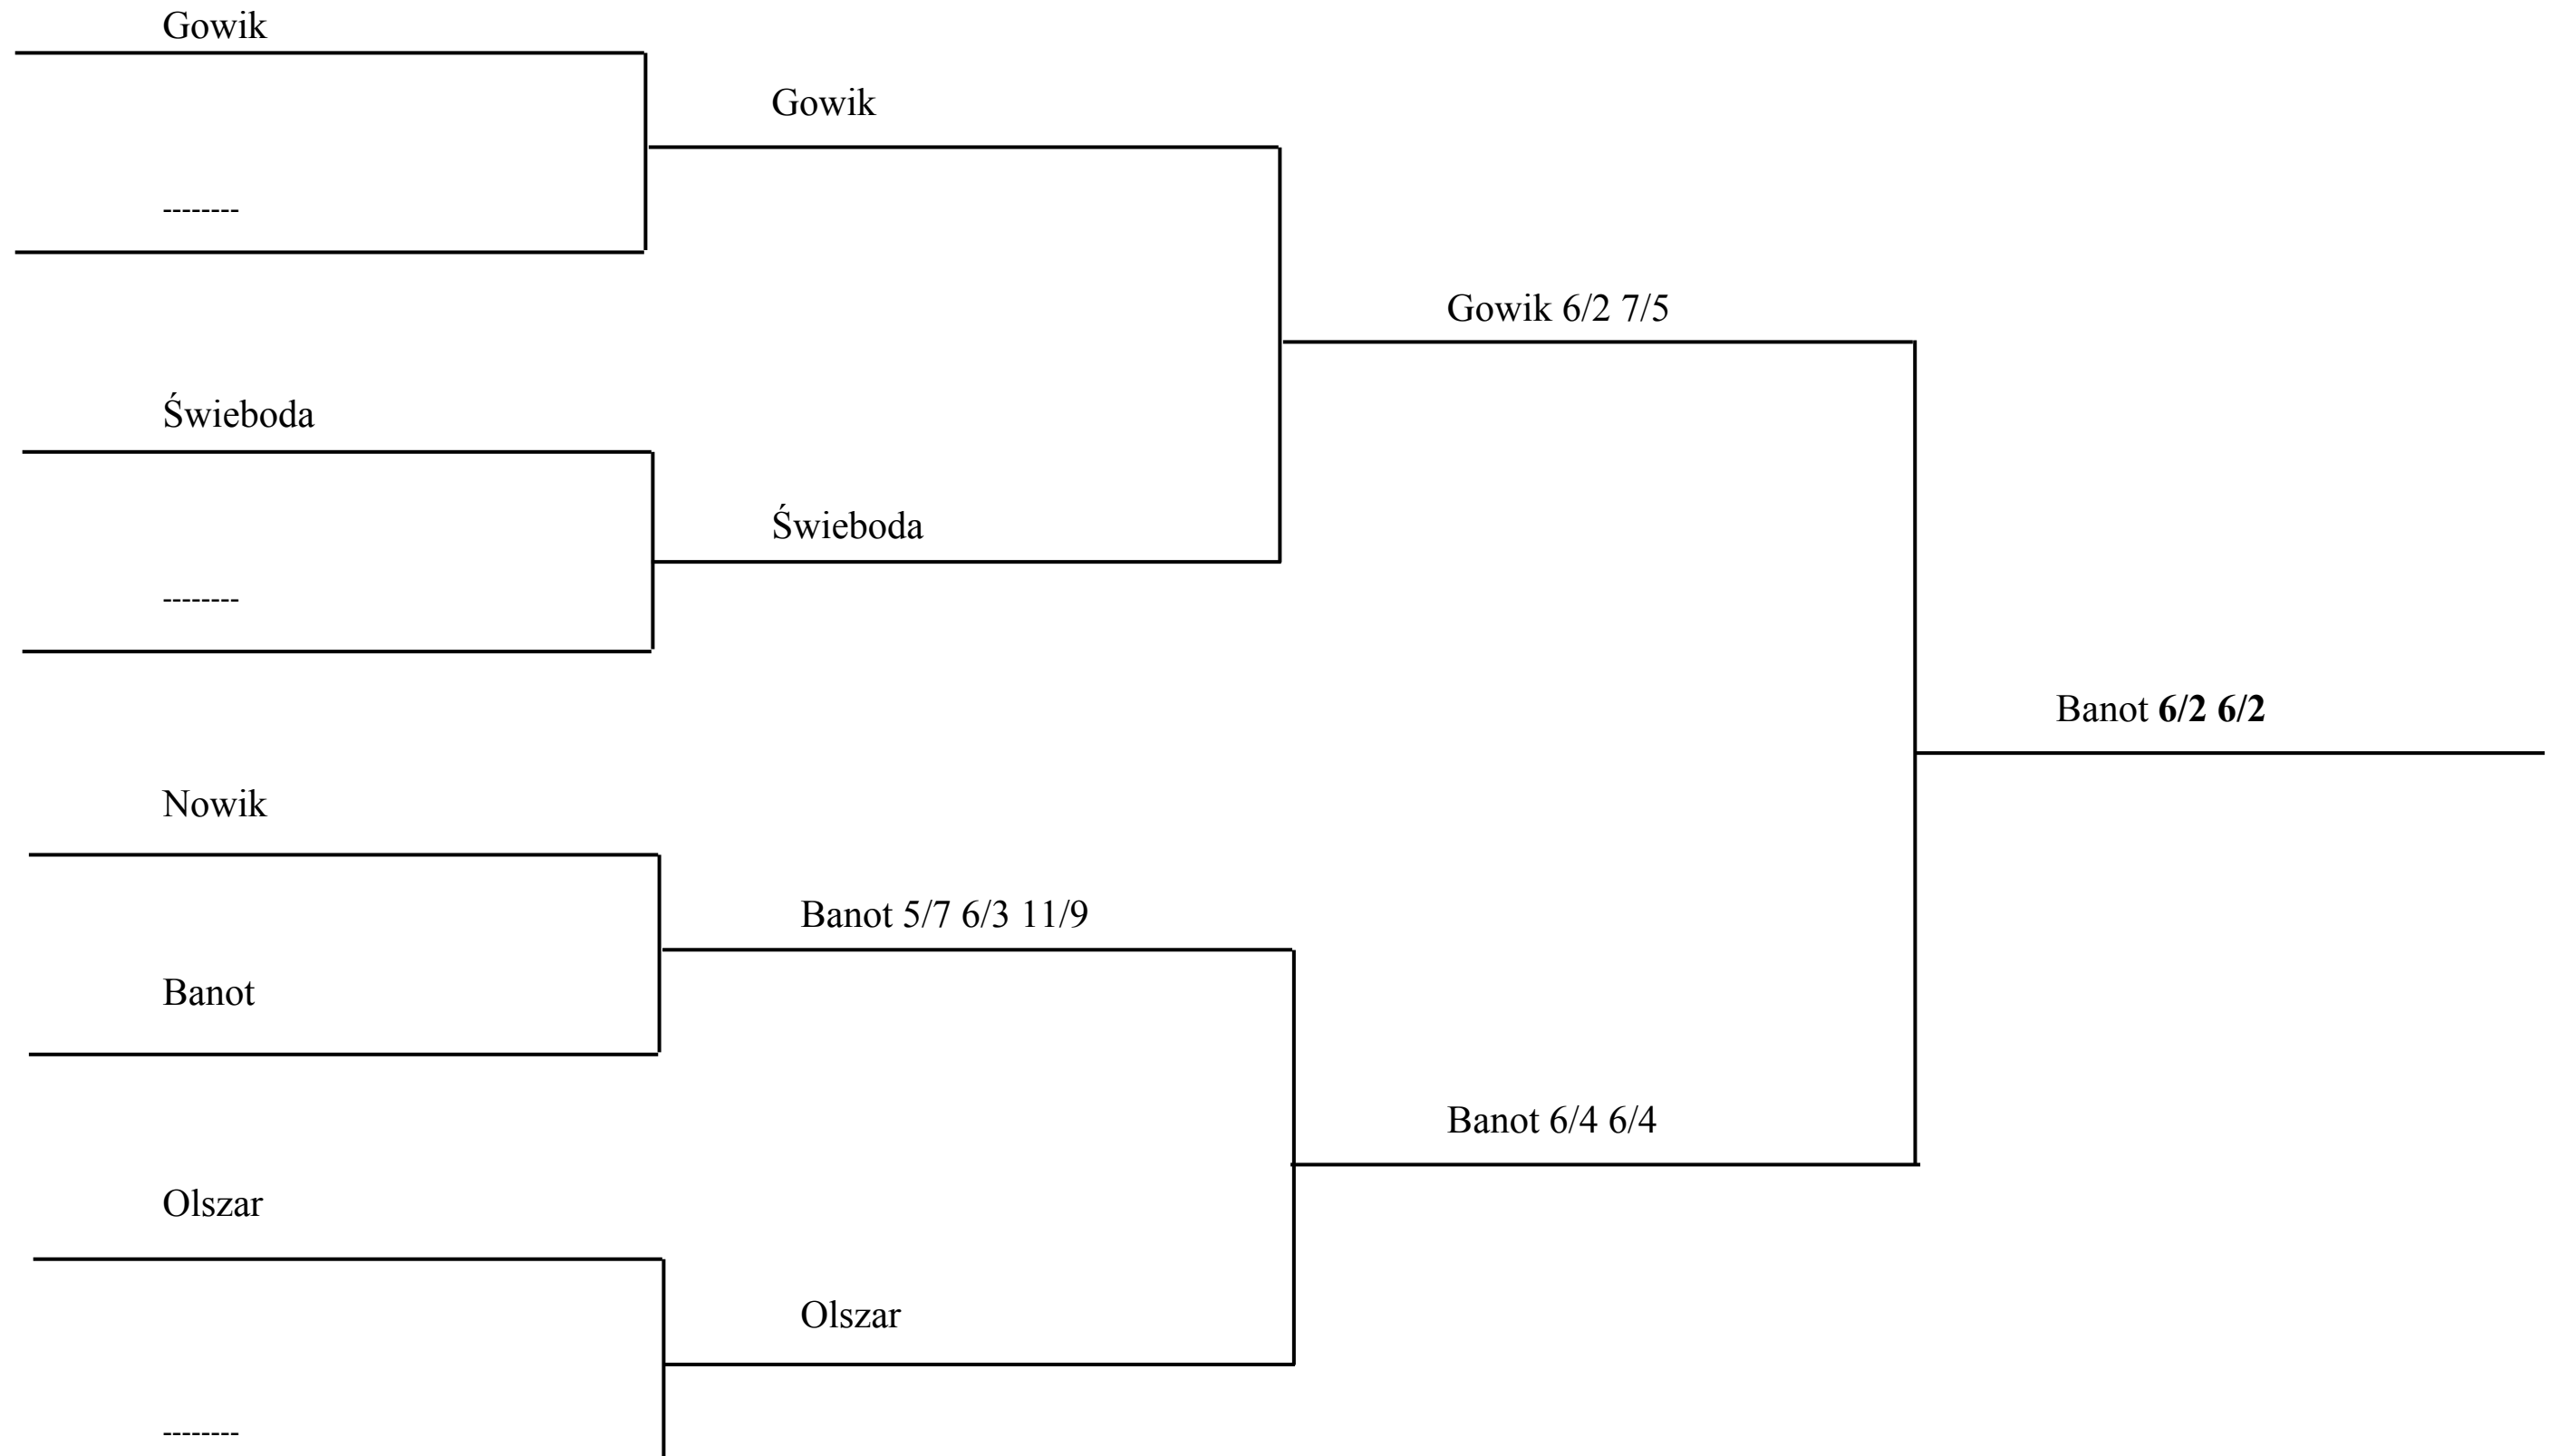 Gowik
Gowik
--------
Gowik 6/2 7/5
Świeboda
Świeboda
--------
Banot 6/2 6/2
Nowik
Banot 5/7 6/3 11/9
Banot
Banot 6/4 6/4
Olszar
Olszar
--------